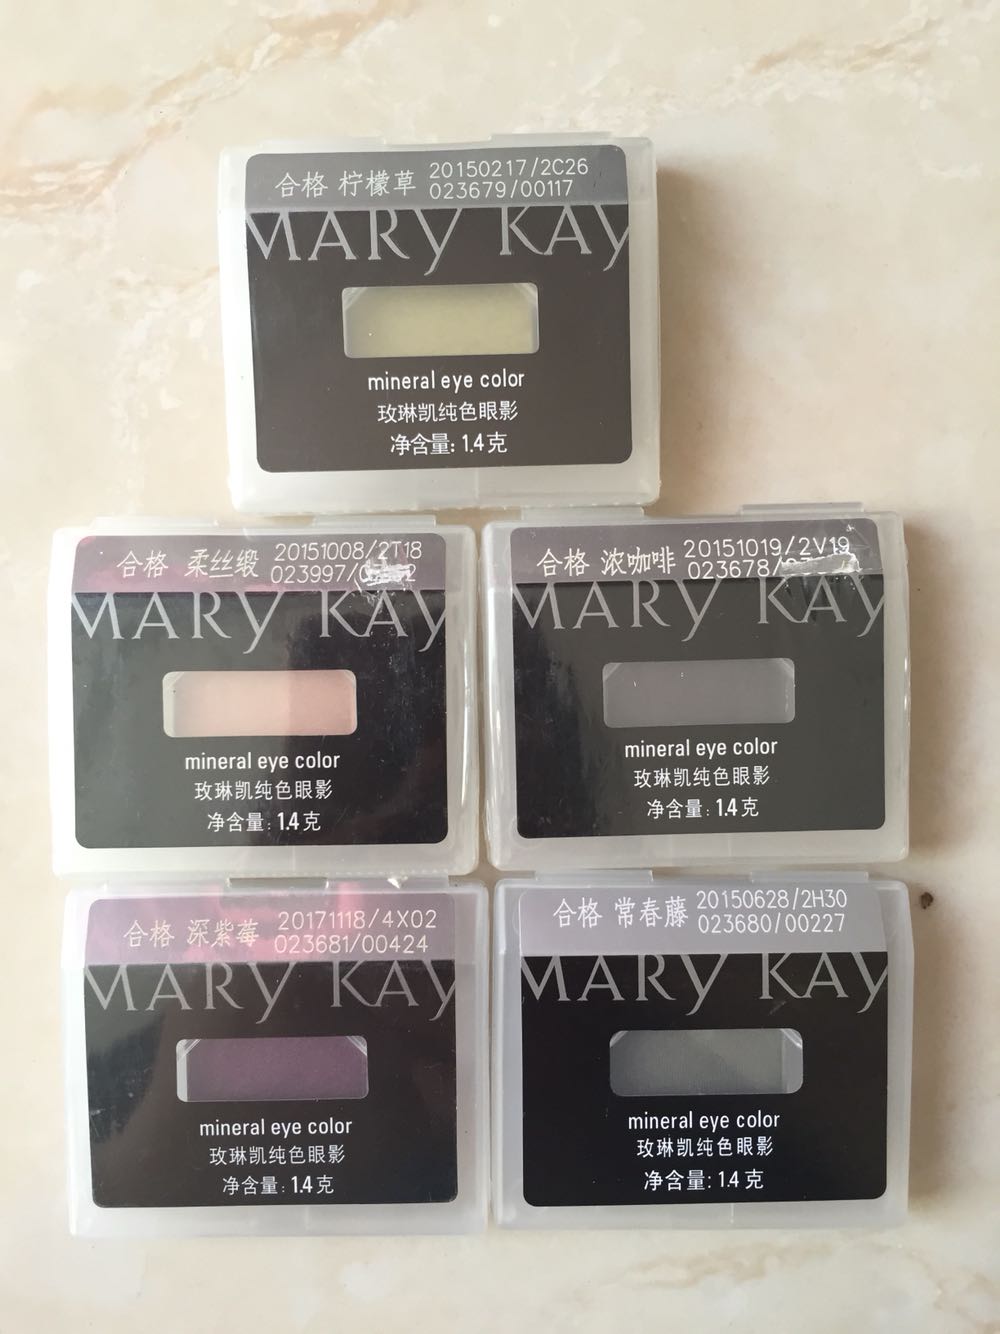 合格 柠檬草 20150217/2C26
023679/00117
MARY KAY
mineral eye color
玫琳凯纯色眼影
净含量: 1.4克
合格 柔丝缎 20151008/2T18
023997/
MARY KAY
mineral eye color
玫琳凯纯色眼影
净含量: 1.4克
合格 浓咖啡 20151019/2V19
023678/
MARY KAY
mineral eye color
玫琳凯纯色眼影
净含量: 1.4克
合格 深紫莓 20171118/4X02
023681/00424
MARY KAY
mineral eye color
玫琳凯纯色眼影
净含量: 1.4克
合格 常春藤 20150628/2H30
023680/00227
MARY KAY
mineral eye color
玫琳凯纯色眼影
净含量: 1.4克